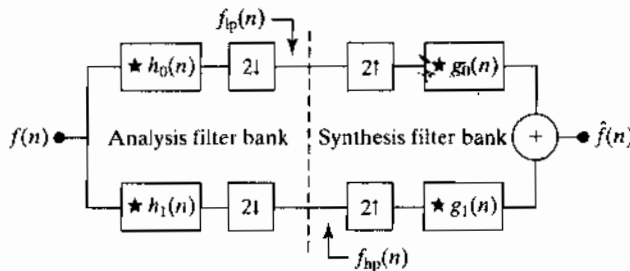 f_lp(n)
★ h₀(n) 2↓ 2↑ ★ g₀(n)
f(n) Analysis filter bank Synthesis filter bank + f̂(n)
★ h₁(n) 2↓ 2↑ ★ g₁(n)
f_hp(n)